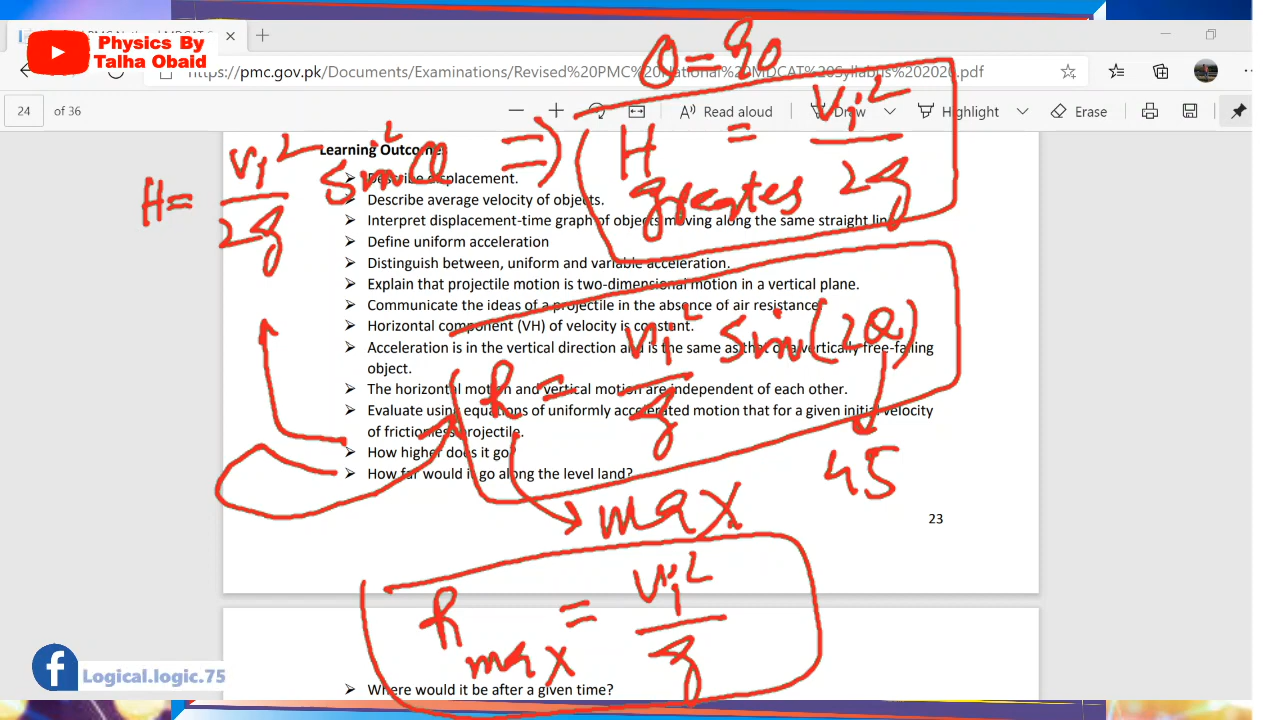 Physics By
Talha Obaid
https://pmc.gov.pk/Documents/Examinations/Revised%20PMC%20National%20MDCAT%20Syllabus%202020.pdf
24 of 36
Read aloud
Draw
Highlight
Erase
θ = 90
H = vi² / 2g sin²θ ⇒ H greates = vi² / 2g
Learning Outcomes
➤ Describe displacement.
➤ Describe average velocity of objects.
➤ Interpret displacement-time graph of objects moving along the same straight line.
➤ Define uniform acceleration
➤ Distinguish between, uniform and variable acceleration.
➤ Explain that projectile motion is two-dimensional motion in a vertical plane.
➤ Communicate the ideas of a projectile in the absence of air resistance.
➤ Horizontal component (VH) of velocity is constant.
➤ Acceleration is in the vertical direction and is the same as that of a vertically free-falling
object.
➤ The horizontal motion and vertical motion are independent of each other.
➤ Evaluate using equations of uniformly accelerated motion that for a given initial velocity
of frictionless projectile.
➤ How higher does it go?
➤ How far would it go along the level land?
R = vi² / g sin(2θ)
45
max
23
R max = vi² / g
➤ Where would it be after a given time?
Logical.logic.75